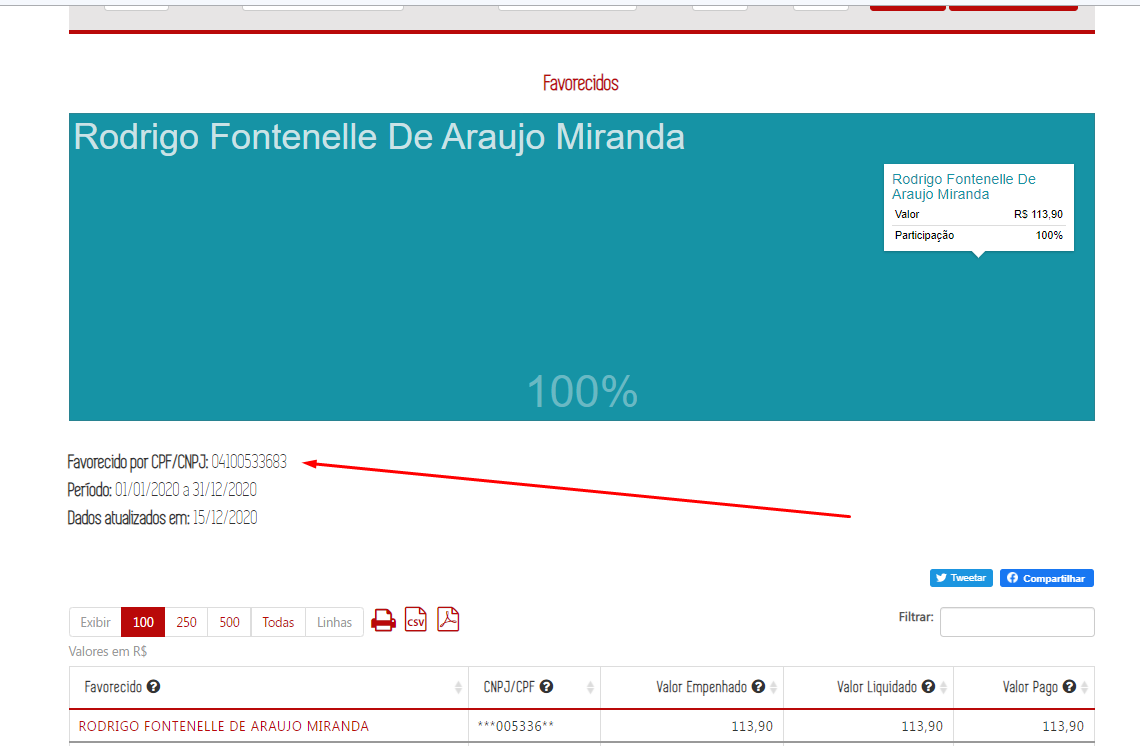 Favorecidos
Rodrigo Fontenelle De Araujo Miranda
Rodrigo Fontenelle De
Araujo Miranda
Valor R$ 113,90
Participação 100%
100%
Favorecido por CPF/CNPJ: 04100533683
Período: 01/01/2020 a 31/12/2020
Dados atualizados em: 15/12/2020
Tweetar Compartilhar
Exibir 100 250 500 Todas Linhas CSV Filtrar:
Valores em R$
Favorecido ? CNPJ/CPF ? Valor Empenhado ? Valor Liquidado ? Valor Pago ?
RODRIGO FONTENELLE DE ARAUJO MIRANDA ***005336** 113,90 113,90 113,90